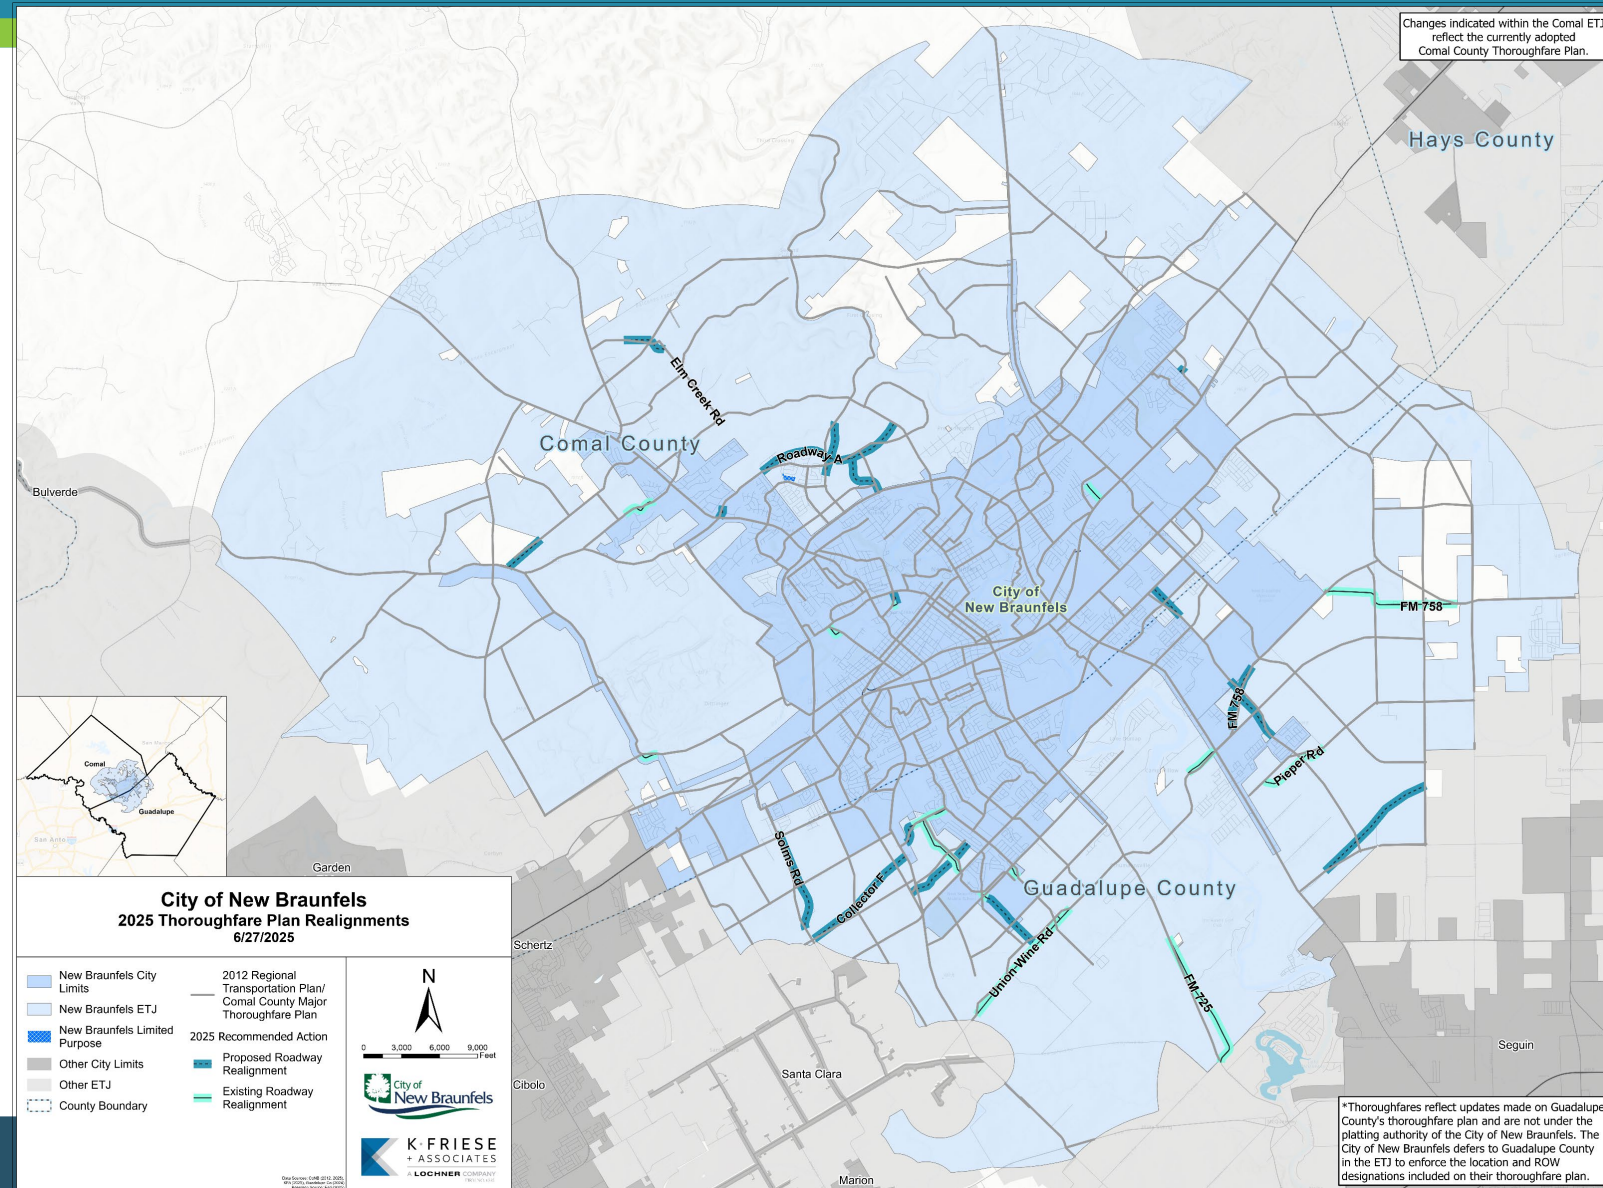 Changes indicated within the Comal ETJ
reflect the currently adopted
Comal County Thoroughfare Plan.
Hays County
Elm Creek Rd
Comal County
Roadway A
Bulverde
City of
New Braunfels
FM 758
FM 758
Pieper Rd
Comal
Guadalupe
Garden
Solms Rd
Collector F
Guadalupe County
Union Wine Rd
FM 725
Schertz
Cibolo
Santa Clara
Marion
Seguin
City of New Braunfels
2025 Thoroughfare Plan Realignments
6/27/2025
New Braunfels City
Limits
New Braunfels ETJ
New Braunfels Limited
Purpose
Other City Limits
Other ETJ
County Boundary
2012 Regional
Transportation Plan/
Comal County Major
Thoroughfare Plan
2025 Recommended Action
Proposed Roadway
Realignment
Existing Roadway
Realignment
N
0 3,000 6,000 9,000
Feet
City of
New Braunfels
K·FRIESE
+ ASSOCIATES
A LOCHNER COMPANY
*Thoroughfares reflect updates made on Guadalupe
County's thoroughfare plan and are not under the
platting authority of the City of New Braunfels. The
City of New Braunfels defers to Guadalupe County
in the ETJ to enforce the location and ROW
designations included on their thoroughfare plan.